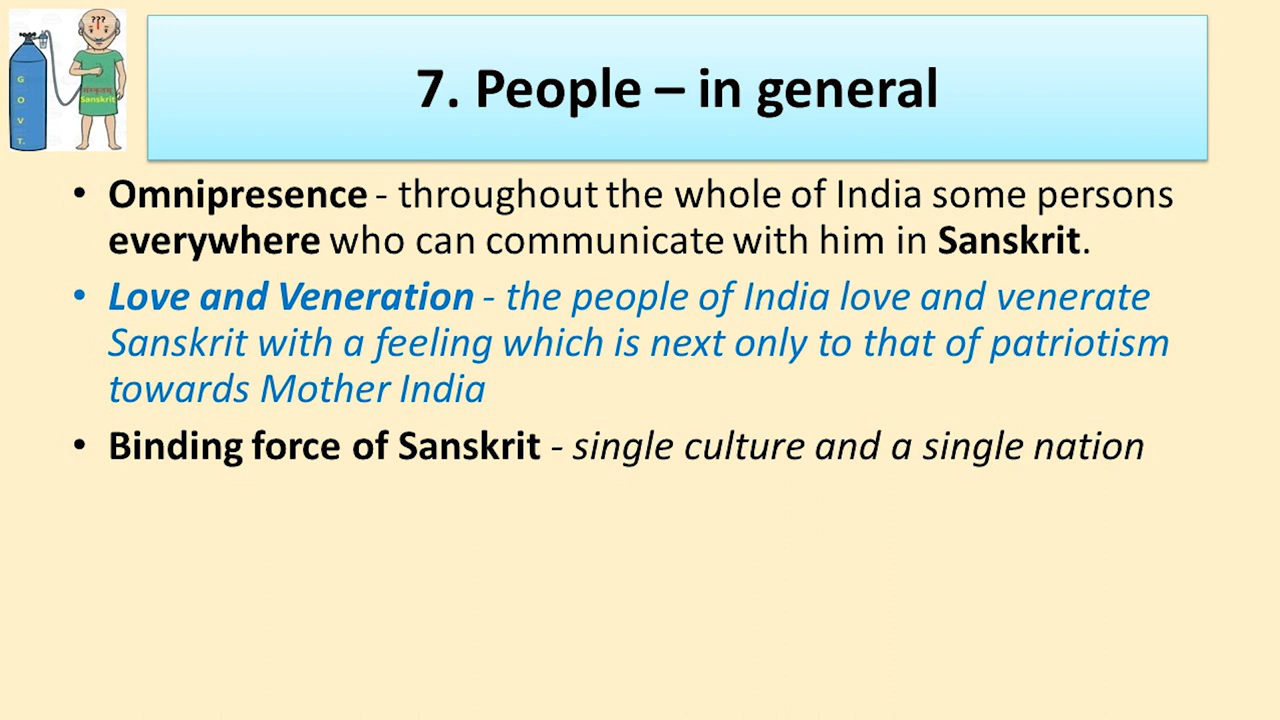 ???
G
O
V
T.
संस्कृतम्
Sanskrit
7. People – in general
• Omnipresence - throughout the whole of India some persons
everywhere who can communicate with him in Sanskrit.
• Love and Veneration - the people of India love and venerate
Sanskrit with a feeling which is next only to that of patriotism
towards Mother India
• Binding force of Sanskrit - single culture and a single nation